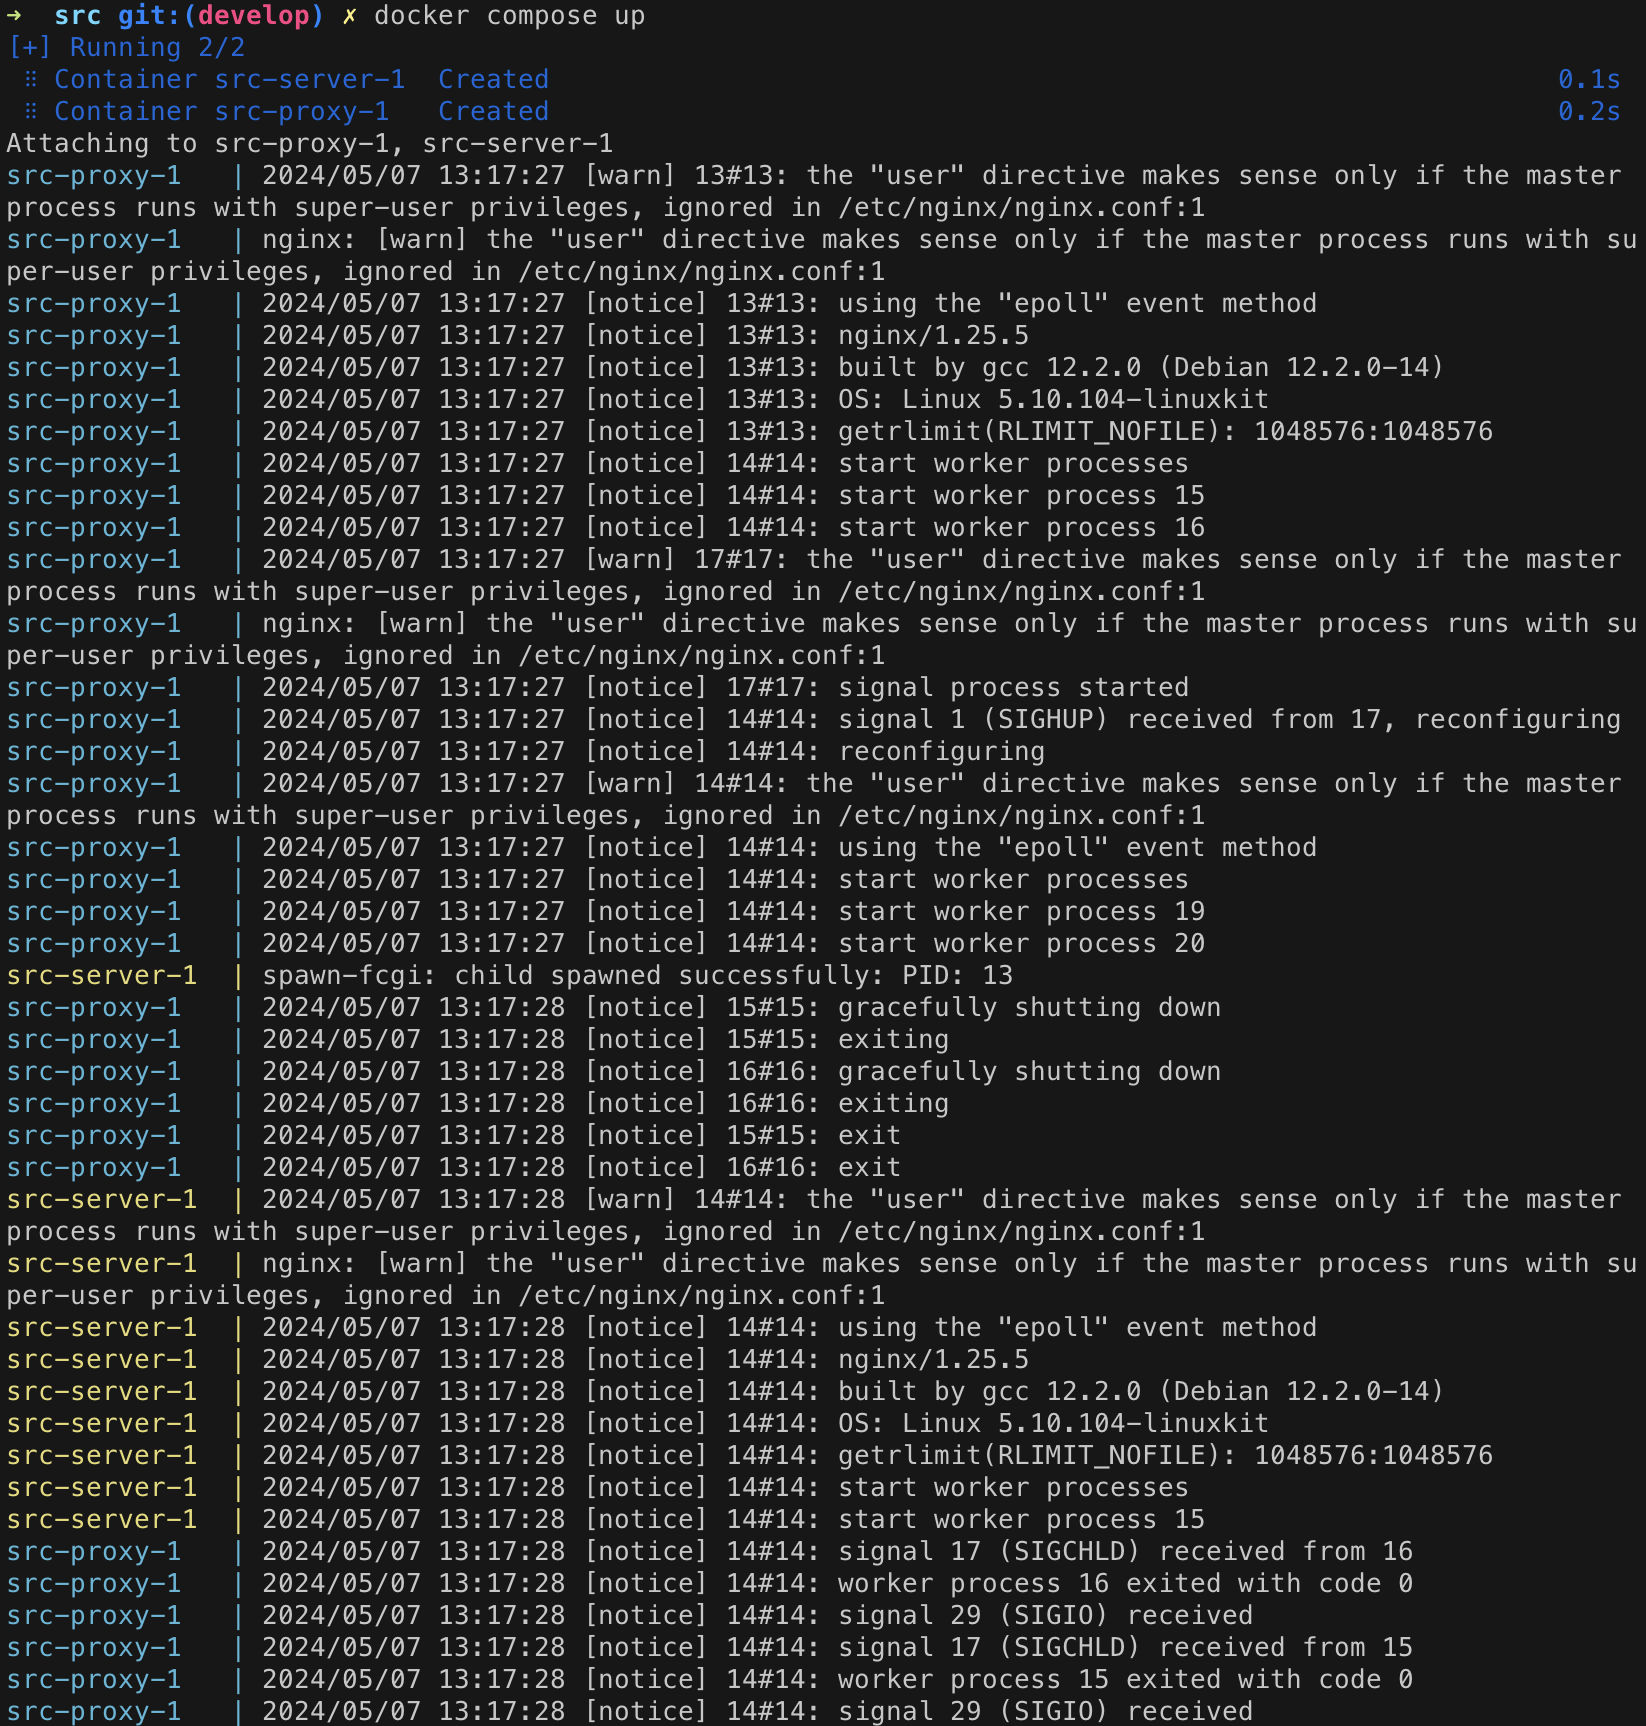 →  src git:(develop) ✗ docker compose up
[+] Running 2/2
 ⠿ Container src-server-1  Created 0.1s
 ⠿ Container src-proxy-1   Created 0.2s
Attaching to src-proxy-1, src-server-1
src-proxy-1   | 2024/05/07 13:17:27 [warn] 13#13: the "user" directive makes sense only if the master
process runs with super-user privileges, ignored in /etc/nginx/nginx.conf:1
src-proxy-1   | nginx: [warn] the "user" directive makes sense only if the master process runs with su
per-user privileges, ignored in /etc/nginx/nginx.conf:1
src-proxy-1   | 2024/05/07 13:17:27 [notice] 13#13: using the "epoll" event method
src-proxy-1   | 2024/05/07 13:17:27 [notice] 13#13: nginx/1.25.5
src-proxy-1   | 2024/05/07 13:17:27 [notice] 13#13: built by gcc 12.2.0 (Debian 12.2.0-14)
src-proxy-1   | 2024/05/07 13:17:27 [notice] 13#13: OS: Linux 5.10.104-linuxkit
src-proxy-1   | 2024/05/07 13:17:27 [notice] 13#13: getrlimit(RLIMIT_NOFILE): 1048576:1048576
src-proxy-1   | 2024/05/07 13:17:27 [notice] 14#14: start worker processes
src-proxy-1   | 2024/05/07 13:17:27 [notice] 14#14: start worker process 15
src-proxy-1   | 2024/05/07 13:17:27 [notice] 14#14: start worker process 16
src-proxy-1   | 2024/05/07 13:17:27 [warn] 17#17: the "user" directive makes sense only if the master
process runs with super-user privileges, ignored in /etc/nginx/nginx.conf:1
src-proxy-1   | nginx: [warn] the "user" directive makes sense only if the master process runs with su
per-user privileges, ignored in /etc/nginx/nginx.conf:1
src-proxy-1   | 2024/05/07 13:17:27 [notice] 17#17: signal process started
src-proxy-1   | 2024/05/07 13:17:27 [notice] 14#14: signal 1 (SIGHUP) received from 17, reconfiguring
src-proxy-1   | 2024/05/07 13:17:27 [notice] 14#14: reconfiguring
src-proxy-1   | 2024/05/07 13:17:27 [warn] 14#14: the "user" directive makes sense only if the master
process runs with super-user privileges, ignored in /etc/nginx/nginx.conf:1
src-proxy-1   | 2024/05/07 13:17:27 [notice] 14#14: using the "epoll" event method
src-proxy-1   | 2024/05/07 13:17:27 [notice] 14#14: start worker processes
src-proxy-1   | 2024/05/07 13:17:27 [notice] 14#14: start worker process 19
src-proxy-1   | 2024/05/07 13:17:27 [notice] 14#14: start worker process 20
src-server-1  | spawn-fcgi: child spawned successfully: PID: 13
src-proxy-1   | 2024/05/07 13:17:28 [notice] 15#15: gracefully shutting down
src-proxy-1   | 2024/05/07 13:17:28 [notice] 15#15: exiting
src-proxy-1   | 2024/05/07 13:17:28 [notice] 16#16: gracefully shutting down
src-proxy-1   | 2024/05/07 13:17:28 [notice] 16#16: exiting
src-proxy-1   | 2024/05/07 13:17:28 [notice] 15#15: exit
src-proxy-1   | 2024/05/07 13:17:28 [notice] 16#16: exit
src-server-1  | 2024/05/07 13:17:28 [warn] 14#14: the "user" directive makes sense only if the master
process runs with super-user privileges, ignored in /etc/nginx/nginx.conf:1
src-server-1  | nginx: [warn] the "user" directive makes sense only if the master process runs with su
per-user privileges, ignored in /etc/nginx/nginx.conf:1
src-server-1  | 2024/05/07 13:17:28 [notice] 14#14: using the "epoll" event method
src-server-1  | 2024/05/07 13:17:28 [notice] 14#14: nginx/1.25.5
src-server-1  | 2024/05/07 13:17:28 [notice] 14#14: built by gcc 12.2.0 (Debian 12.2.0-14)
src-server-1  | 2024/05/07 13:17:28 [notice] 14#14: OS: Linux 5.10.104-linuxkit
src-server-1  | 2024/05/07 13:17:28 [notice] 14#14: getrlimit(RLIMIT_NOFILE): 1048576:1048576
src-server-1  | 2024/05/07 13:17:28 [notice] 14#14: start worker processes
src-server-1  | 2024/05/07 13:17:28 [notice] 14#14: start worker process 15
src-proxy-1   | 2024/05/07 13:17:28 [notice] 14#14: signal 17 (SIGCHLD) received from 16
src-proxy-1   | 2024/05/07 13:17:28 [notice] 14#14: worker process 16 exited with code 0
src-proxy-1   | 2024/05/07 13:17:28 [notice] 14#14: signal 29 (SIGIO) received
src-proxy-1   | 2024/05/07 13:17:28 [notice] 14#14: signal 17 (SIGCHLD) received from 15
src-proxy-1   | 2024/05/07 13:17:28 [notice] 14#14: worker process 15 exited with code 0
src-proxy-1   | 2024/05/07 13:17:28 [notice] 14#14: signal 29 (SIGIO) received